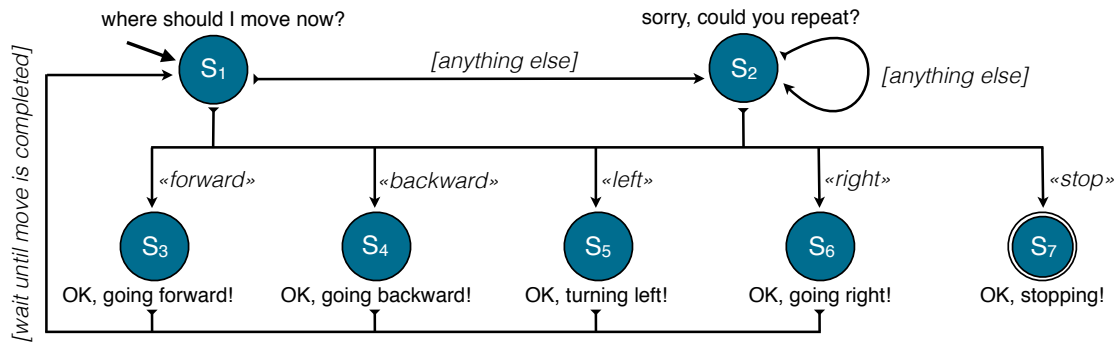 where should I move now?
sorry, could you repeat?
[wait until move is completed]
S1
[anything else]
S2
[anything else]
«forward»
«backward»
«left»
«right»
«stop»
S3
S4
S5
S6
S7
OK, going forward!
OK, going backward!
OK, turning left!
OK, going right!
OK, stopping!